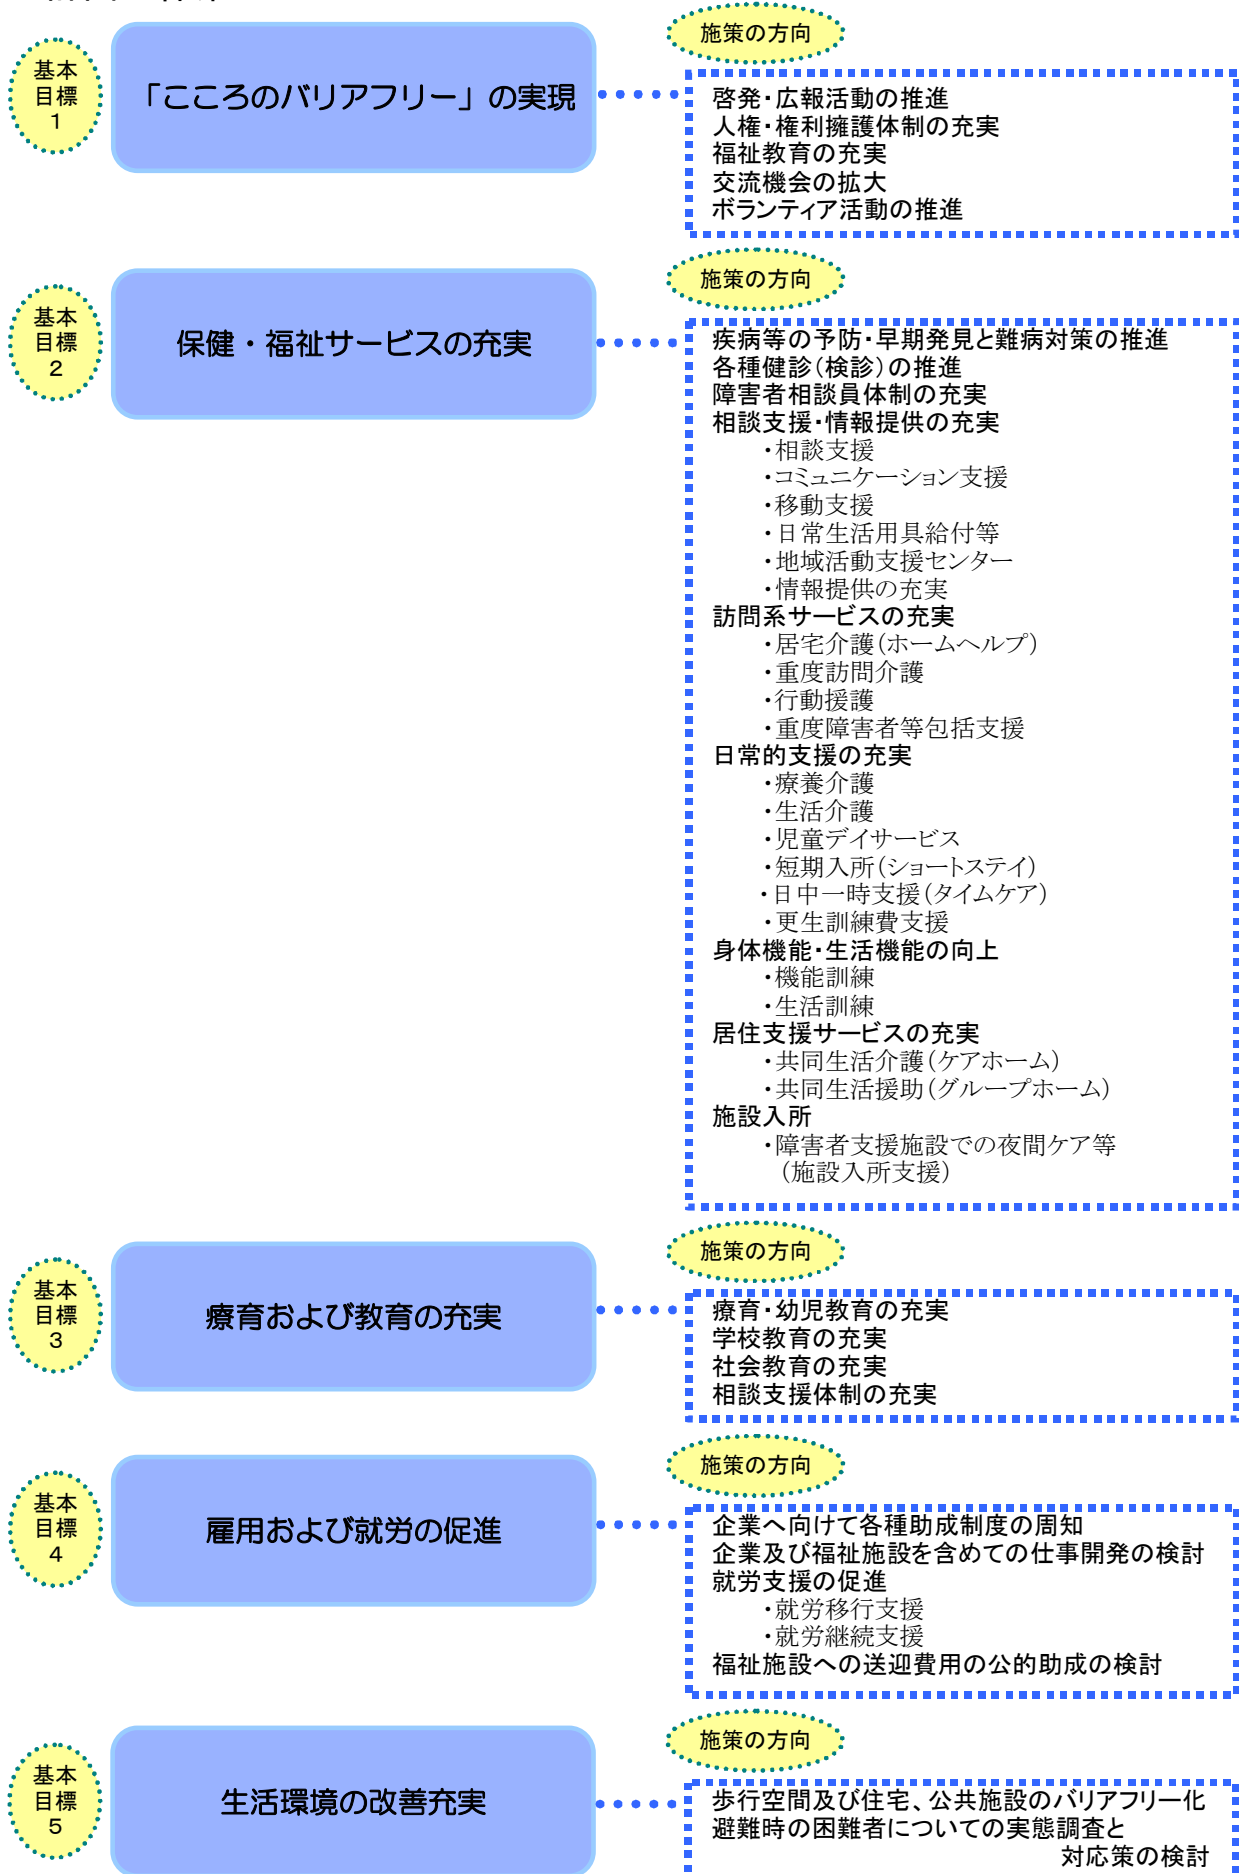 施策の方向
基本
目標
1
「こころのバリアフリー」の実現
啓発・広報活動の推進
人権・権利擁護体制の充実
福祉教育の充実
交流機会の拡大
ボランティア活動の推進
施策の方向
基本
目標
2
保健・福祉サービスの充実
疾病等の予防・早期発見と難病対策の推進
各種健診(検診)の推進
障害者相談員体制の充実
相談支援・情報提供の充実
・相談支援
・コミュニケーション支援
・移動支援
・日常生活用具給付等
・地域活動支援センター
・情報提供の充実
訪問系サービスの充実
・居宅介護(ホームヘルプ)
・重度訪問介護
・行動援護
・重度障害者等包括支援
日常的支援の充実
・療養介護
・生活介護
・児童デイサービス
・短期入所(ショートステイ)
・日中一時支援(タイムケア)
・更生訓練費支援
身体機能・生活機能の向上
・機能訓練
・生活訓練
居住支援サービスの充実
・共同生活介護(ケアホーム)
・共同生活援助(グループホーム)
施設入所
・障害者支援施設での夜間ケア等
(施設入所支援)
施策の方向
基本
目標
3
療育および教育の充実
療育・幼児教育の充実
学校教育の充実
社会教育の充実
相談支援体制の充実
施策の方向
基本
目標
4
雇用および就労の促進
企業へ向けて各種助成制度の周知
企業及び福祉施設を含めての仕事開発の検討
就労支援の促進
・就労移行支援
・就労継続支援
福祉施設への送迎費用の公的助成の検討
施策の方向
基本
目標
5
生活環境の改善充実
歩行空間及び住宅、公共施設のバリアフリー化
避難時の困難者についての実態調査と
対応策の検討